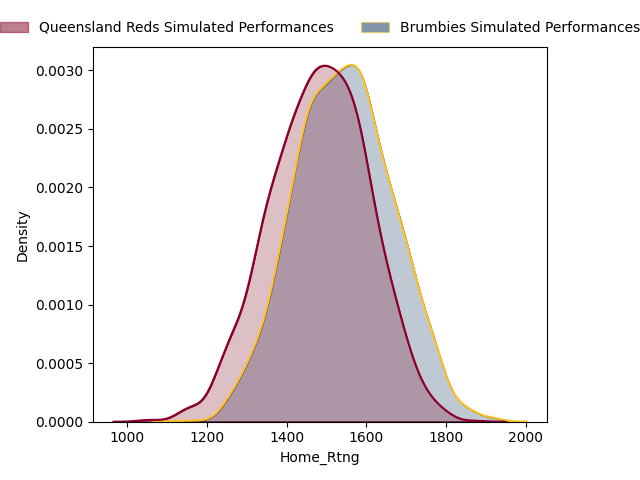 Queensland Reds Simulated Performances Brumbies Simulated Performances
0.0030
0.0025
0.0020
0.0015
0.0010
0.0005
0.0000
Density
1000 1200 1400 1600 1800 2000
Home_Rtng